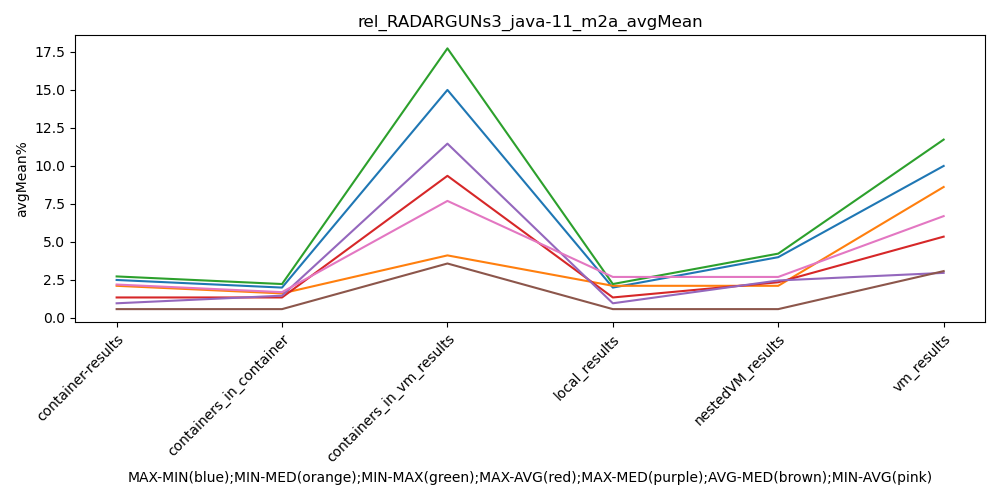 rel_RADARGUNs3_java-11_m2a_avgMean
avgMean%
17.5
15.0
12.5
10.0
7.5
5.0
2.5
0.0
container-results
containers_in_container
containers_in_vm_results
local_results
nestedVM_results
vm_results
MAX-MIN(blue);MIN-MED(orange);MIN-MAX(green);MAX-AVG(red);MAX-MED(purple);AVG-MED(brown);MIN-AVG(pink)